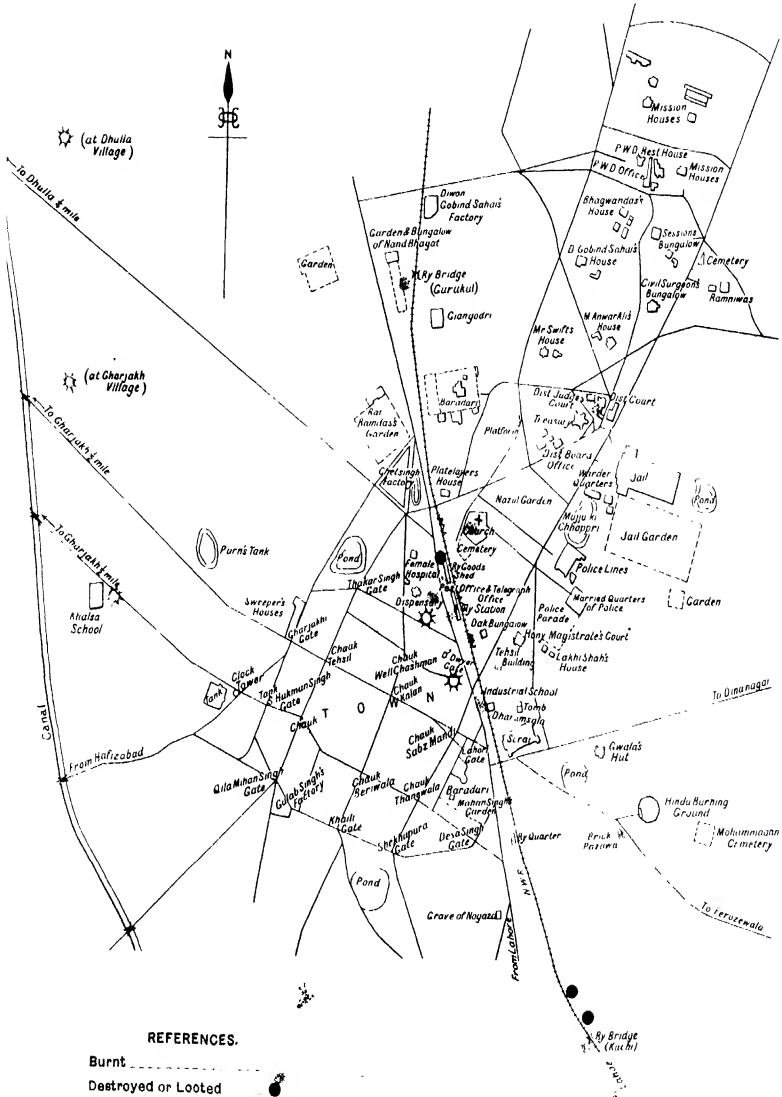 N
(at Dhulla
Village)
To Dhulla ½ mile
Mission
Houses
P W D Rest House
P W D Office
Mission
Houses
Bhagwandas's
House
Sessions
Bungalow
D Gobind Sahai's
House
Cemetery
Civil Surgeon's
Bungalow
Ramniwas
M Anwar Ali's
House
Mr Swifts
House
Diwan
Gobind Sahai's
Factory
Garden & Bungalow
of Nand Bhagat
Garden
Ry Bridge
(Gurukul)
(at Gharjakh
Village)
To Gharjakh ½ mile
Baradari
Rai
Garden
Dist Judge's
Court
Dist Court
Treasury
Platform
Dist Board
Office
Chetsingh
Factory
Platelayers
House
Warder
Quarters
Jail
Pond
Nazul Garden
Jail Garden
To Gharjakh ½ mile
Purn's Tank
Pond
Church
Cemetery
Police Lines
Female
Hospital
Ry Goods
Shed
Thakar Singh
Gate
Post Office & Telegraph
Office
Dispensary
Ry Station
Married Quarters
of Police
Garden
Khalsa
School
Sweeper's
Houses
Gharjakhi
Gate
Police
Parade
Dak Bungalow
Hony Magistrate's Court
Tehsil
Building
Lakhi Shah's
House
Chauk
Tehsil
Chauk
Well Chashman
O'Dwyer
Gate
Clock
Tower
Tank
Tank
S Hukman Singh
Gate
Chauk
Kalan
Industrial School
Tomb
To Dinanagar
Canal
Chauk
TOWN
Dharamsala
Serai
Chauk
Sabz Mandi
Lahori
Gate
Gwala's
Hut
From Hafizabad
Pond
Qila Mihan Singh
Gate
Gulab Singh's
Factory
Chauk
Beriwala
Chauk
Thangwala
Baradari
Mahan Singh's
Garden
Hindu Burning
Ground
Khaili
Gate
Shekhupura
Gate
Desa Singh
Gate
Ry Quarter
Brick
Mohammadan
Cemetery
Pond
To Ferozewala
Grave of Nogaza
From Lahore
Ry Bridge
(Kachi)
REFERENCES.
Burnt
Destroyed or Looted